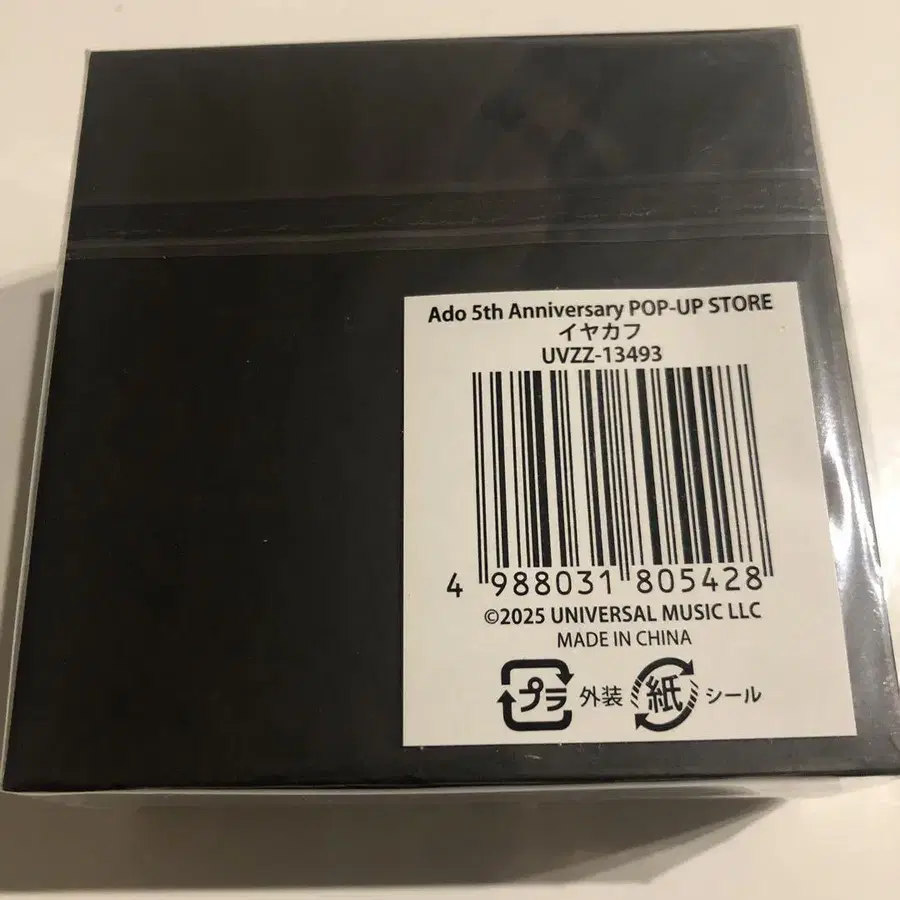 Ado 5th Anniversary POP-UP STORE
イヤカフ
UVZZ-13493
4 988031 805428
©2025 UNIVERSAL MUSIC LLC
MADE IN CHINA
プラ 外装 紙 シール